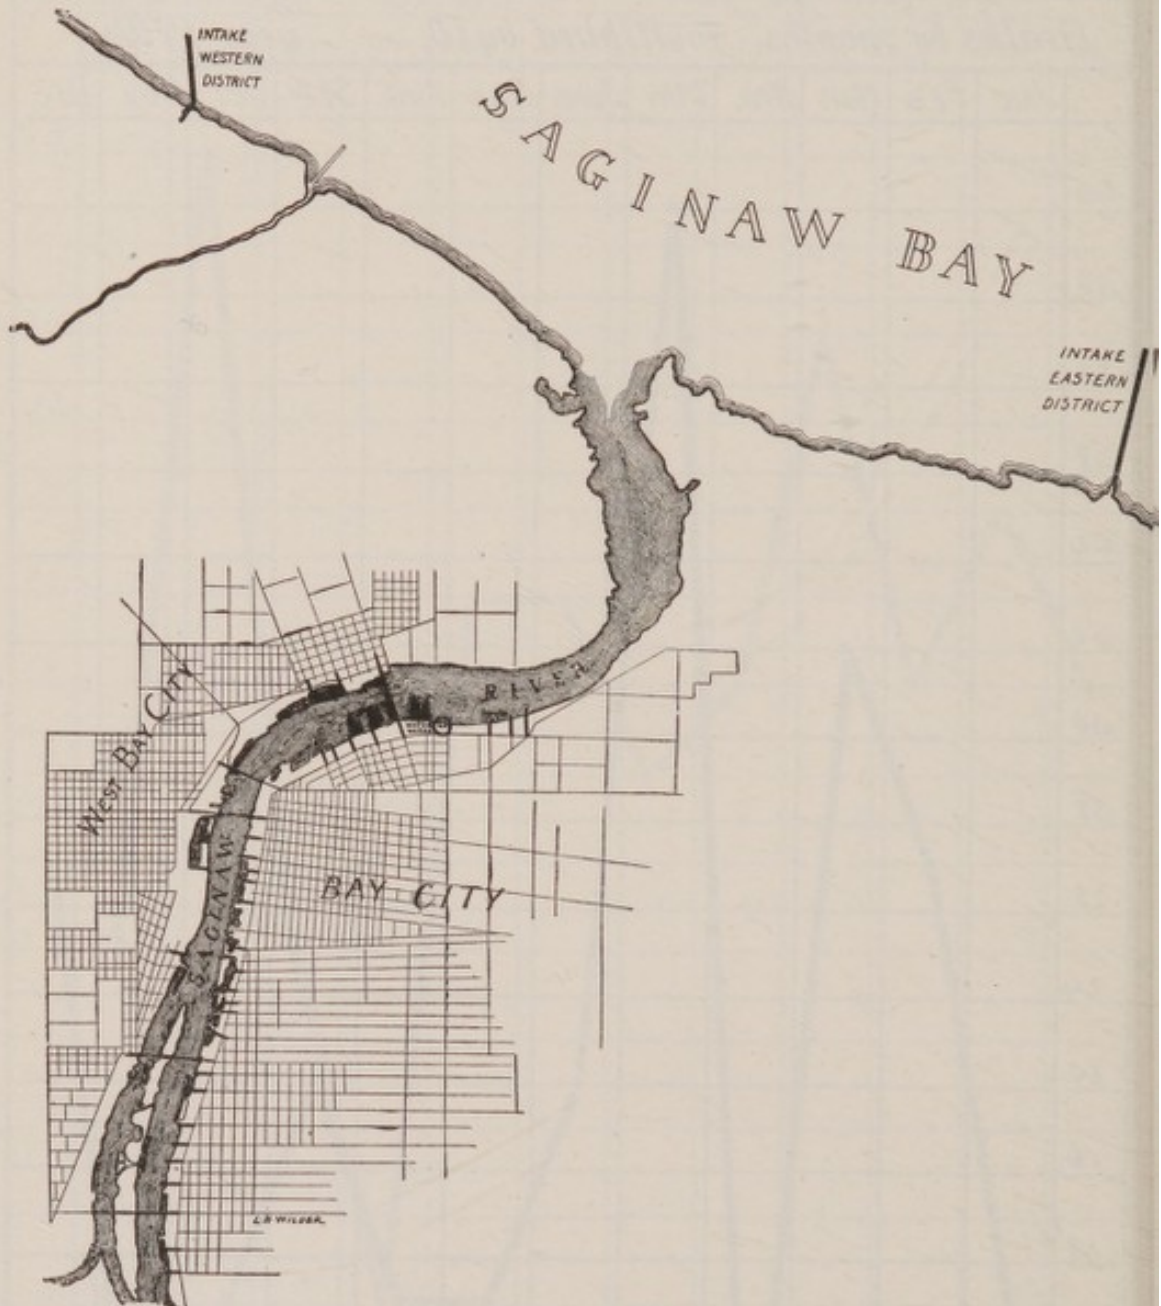 INTAKE
WESTERN
DISTRICT
SAGINAW BAY
INTAKE
EASTERN
DISTRICT
RIVER
WEST BAY CITY
SAGINAW
BAY CITY
L B WILDER